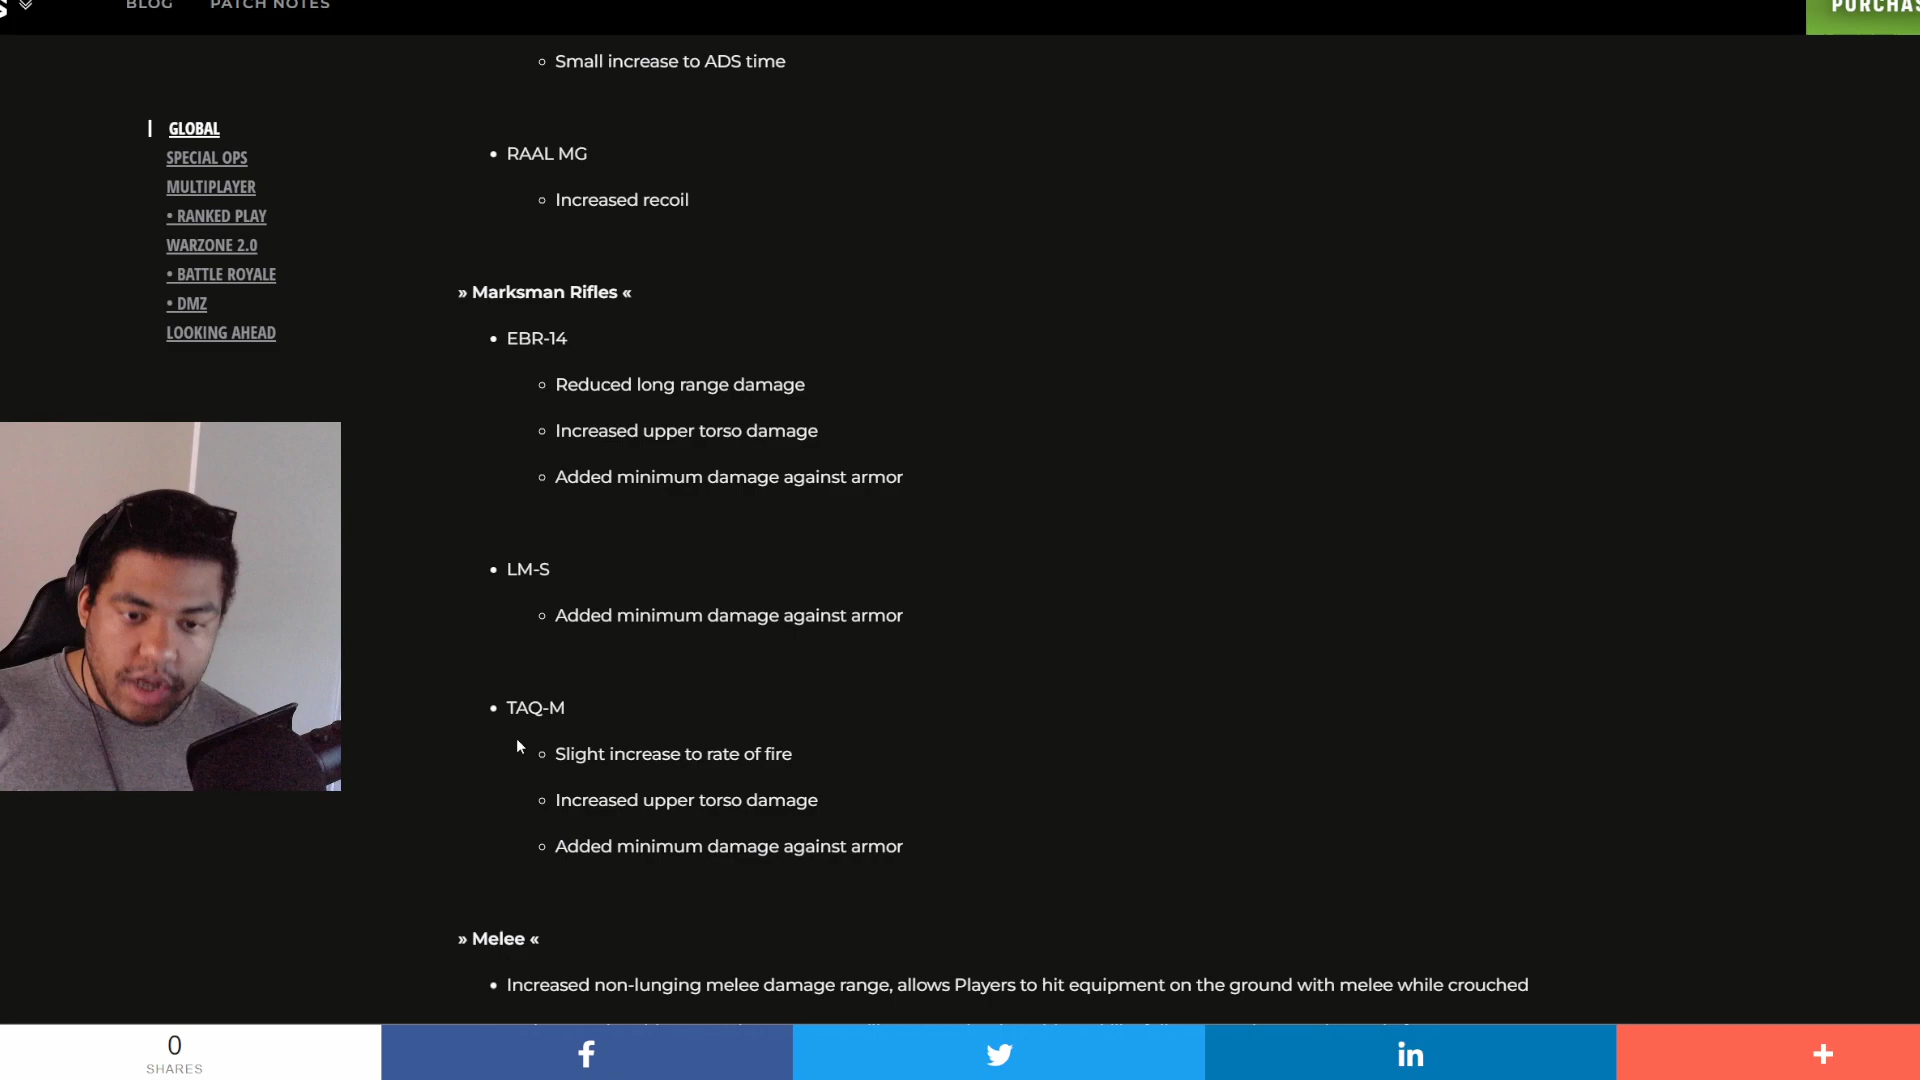 BLOG PATCH NOTES
Small increase to ADS time
GLOBAL
SPECIAL OPS
MULTIPLAYER
• RANKED PLAY
WARZONE 2.0
• BATTLE ROYALE
• DMZ
LOOKING AHEAD
• RAAL MG
Increased recoil
» Marksman Rifles «
• EBR-14
Reduced long range damage
Increased upper torso damage
Added minimum damage against armor
• LM-S
Added minimum damage against armor
• TAQ-M
Slight increase to rate of fire
Increased upper torso damage
Added minimum damage against armor
» Melee «
• Increased non-lunging melee damage range, allows Players to hit equipment on the ground with melee while crouched
0
SHARES
f
in
+